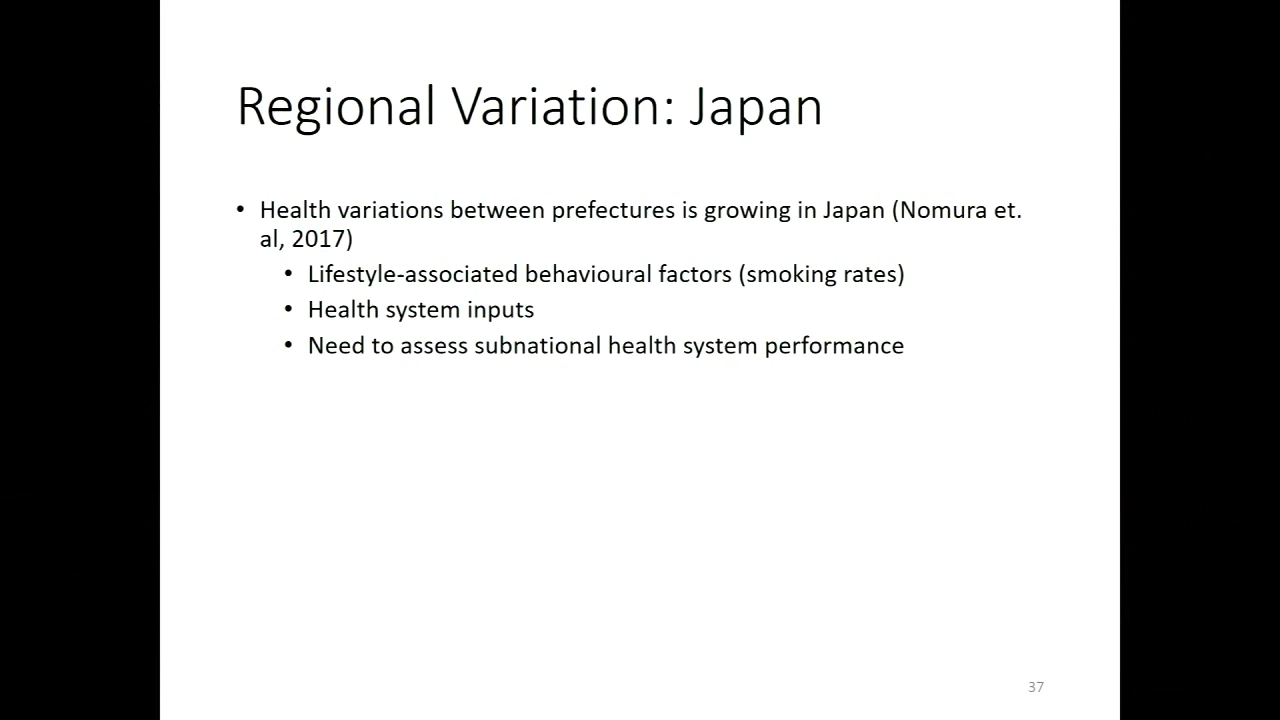 Regional Variation: Japan
• Health variations between prefectures is growing in Japan (Nomura et.
al, 2017)
• Lifestyle-associated behavioural factors (smoking rates)
• Health system inputs
• Need to assess subnational health system performance
37